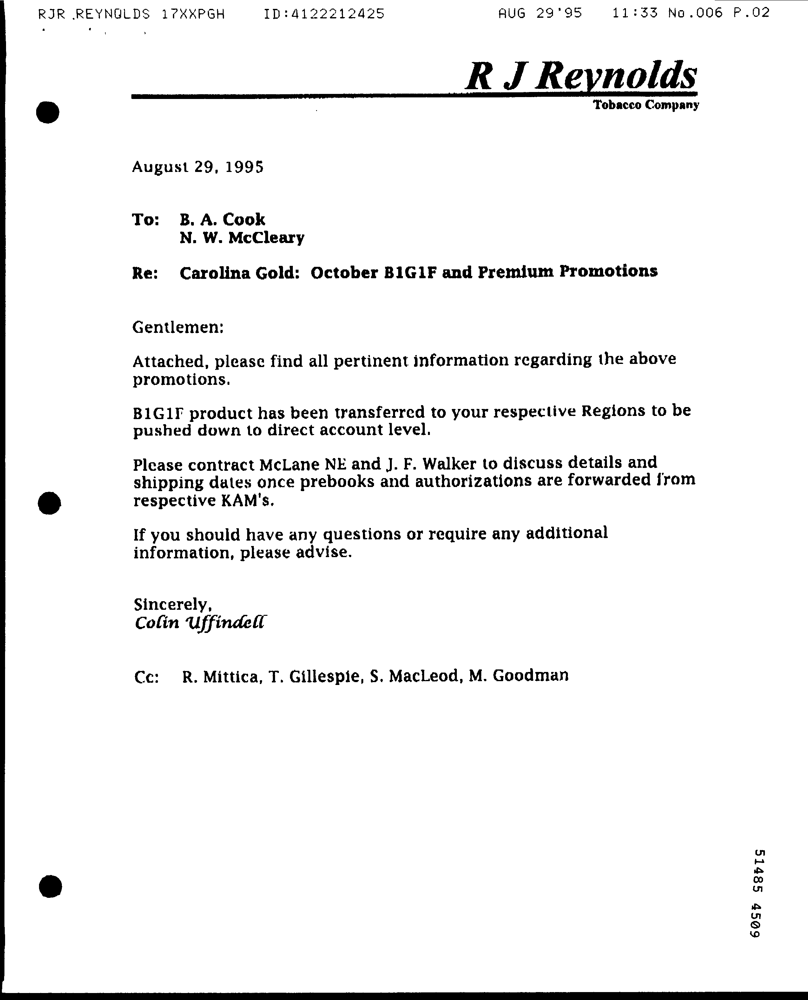 RJR REYNOLDS 17XXPGH ID:4122212425 AUG 29'95 11:33 No.006 P.02
R J Reynolds
Tobacco Company
August 29, 1995
To: B. A. Cook
N. W. McCleary
Re: Carolina Gold: October B1G1F and Premium Promotions
Gentlemen:
Attached, please find all pertinent information regarding the above
promotions.
B1G1F product has been transferred to your respective Regions to be
pushed down to direct account level.
Please contract McLane NE and J. F. Walker to discuss details and
shipping dates once prebooks and authorizations are forwarded from
respective KAM's.
If you should have any questions or require any additional
information, please advise.
Sincerely,
Colin Uffindell
Cc: R. Mittica, T. Gillespie, S. MacLeod, M. Goodman
51485 4509